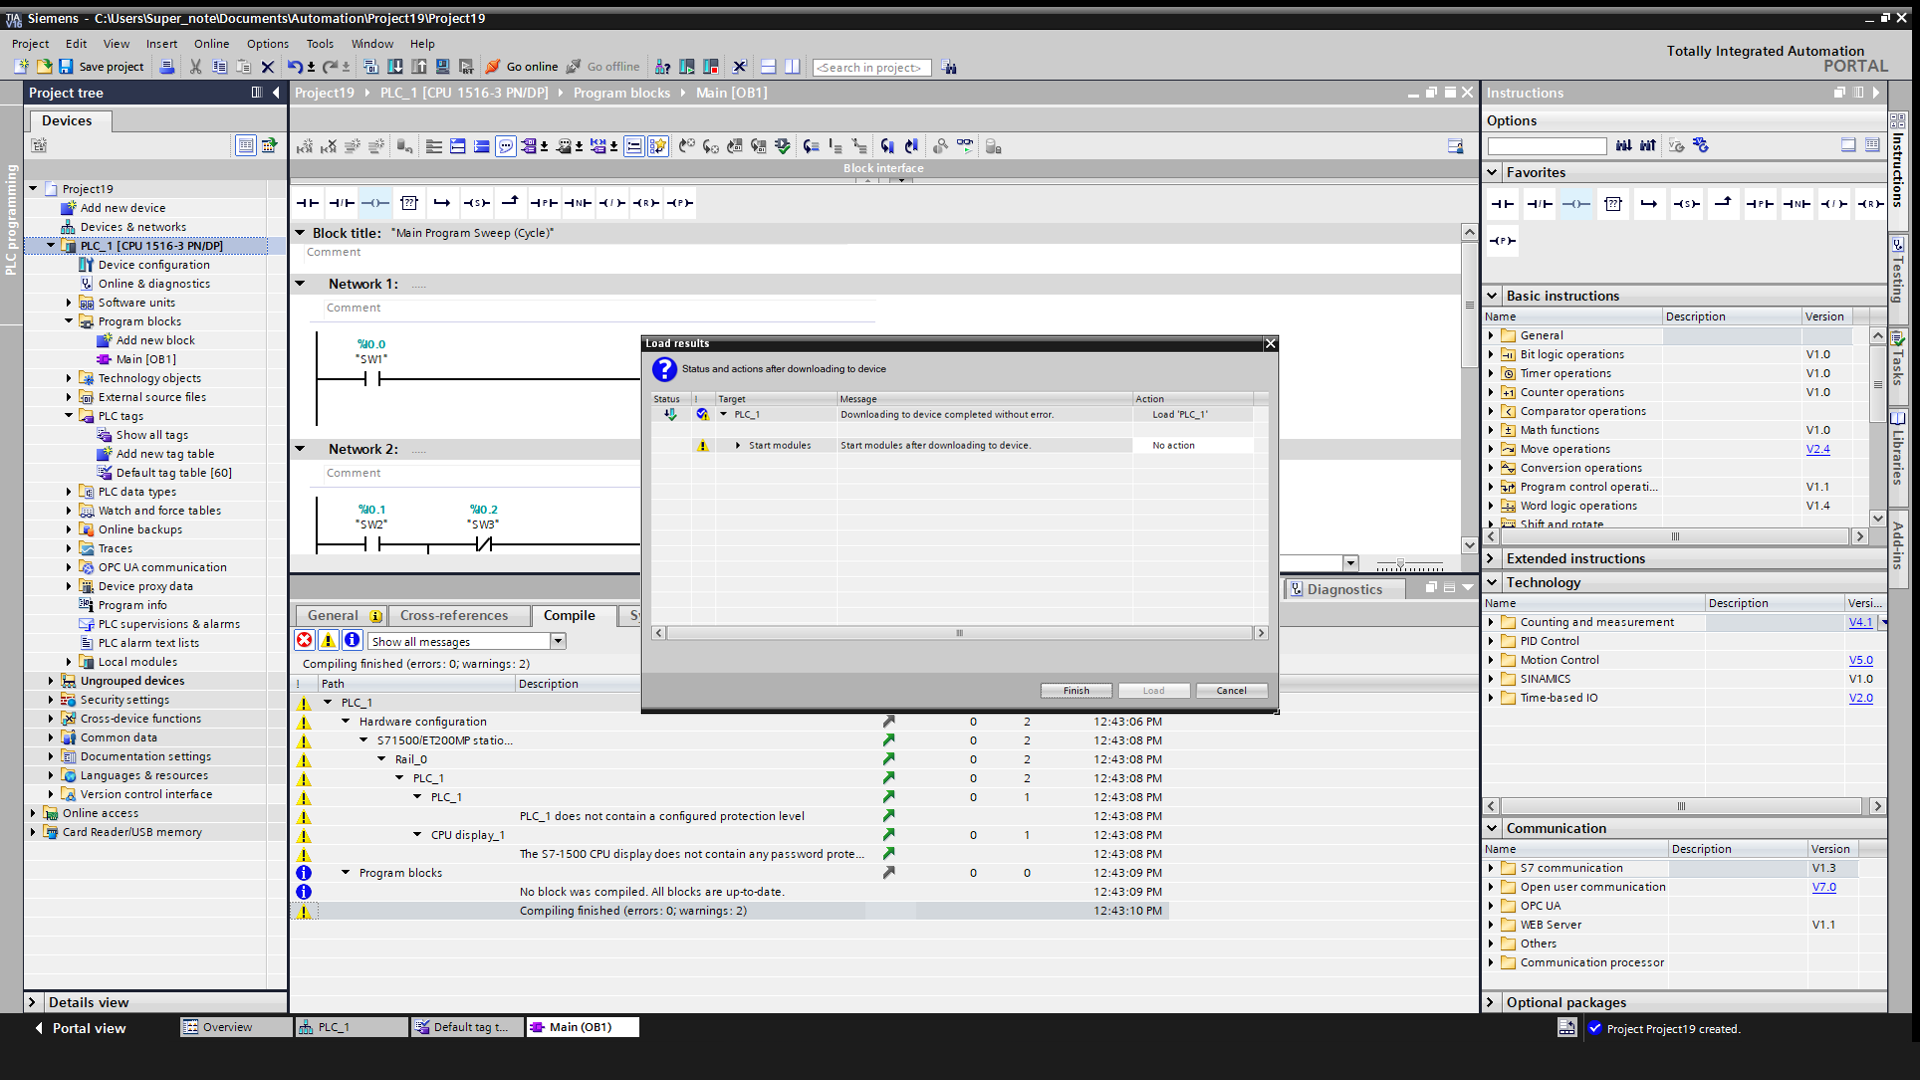 Siemens - C:\Users\Super_note\Documents\Automation\Project19\Project19
Project Edit View Insert Online Options Tools Window Help
Totally Integrated Automation
PORTAL
Save project Go online Go offline <Search in project>
Project tree
Project19 PLC_1 [CPU 1516-3 PN/DP] Program blocks Main [OB1]
Instructions
Devices
Options
PLC programming
Block interface
Favorites
Project19
Add new device
Devices & networks
PLC_1 [CPU 1516-3 PN/DP]
Device configuration
Online & diagnostics
Software units
Program blocks
Add new block
Main [OB1]
Technology objects
External source files
PLC tags
Show all tags
Add new tag table
Default tag table [60]
PLC data types
Watch and force tables
Online backups
Traces
OPC UA communication
Device proxy data
Program info
PLC supervisions & alarms
PLC alarm text lists
Local modules
Ungrouped devices
Security settings
Cross-device functions
Common data
Documentation settings
Languages & resources
Version control interface
Online access
Card Reader/USB memory
Details view
Block title: "Main Program Sweep (Cycle)"
Comment
Network 1: .....
Comment
%I0.0
"SW1"
Network 2: .....
Comment
%I0.1 %I0.2
"SW2" "SW3"
Load results
Status and actions after downloading to device
Status ! Target Message Action
PLC_1 Downloading to device completed without error. Load 'PLC_1'
Start modules Start modules after downloading to device. No action
Finish Load Cancel
Diagnostics
General Cross-references Compile Sy
Show all messages
Compiling finished (errors: 0; warnings: 2)
! Path Description
PLC_1
Hardware configuration 0 2 12:43:06 PM
S71500/ET200MP statio... 0 2 12:43:08 PM
Rail_0 0 2 12:43:08 PM
PLC_1 0 2 12:43:08 PM
PLC_1 0 1 12:43:08 PM
PLC_1 does not contain a configured protection level 12:43:08 PM
CPU display_1 0 1 12:43:08 PM
The S7-1500 CPU display does not contain any password prote... 12:43:08 PM
Program blocks 0 0 12:43:09 PM
No block was compiled. All blocks are up-to-date. 12:43:09 PM
Compiling finished (errors: 0; warnings: 2) 12:43:10 PM
Basic instructions
Name Description Version
General
Bit logic operations V1.0
Timer operations V1.0
Counter operations V1.0
Comparator operations
Math functions V1.0
Move operations V2.4
Conversion operations
Program control operati... V1.1
Word logic operations V1.4
Shift and rotate
Extended instructions
Technology
Name Description Versi...
Counting and measurement V4.1
PID Control
Motion Control V5.0
SINAMICS V1.0
Time-based IO V2.0
Communication
Name Description Version
S7 communication V1.3
Open user communication V7.0
OPC UA
WEB Server V1.1
Others
Communication processor
Optional packages
Instructions
Testing
Tasks
Libraries
Add-ins
Portal view Overview PLC_1 Default tag t... Main (OB1) Project Project19 created.